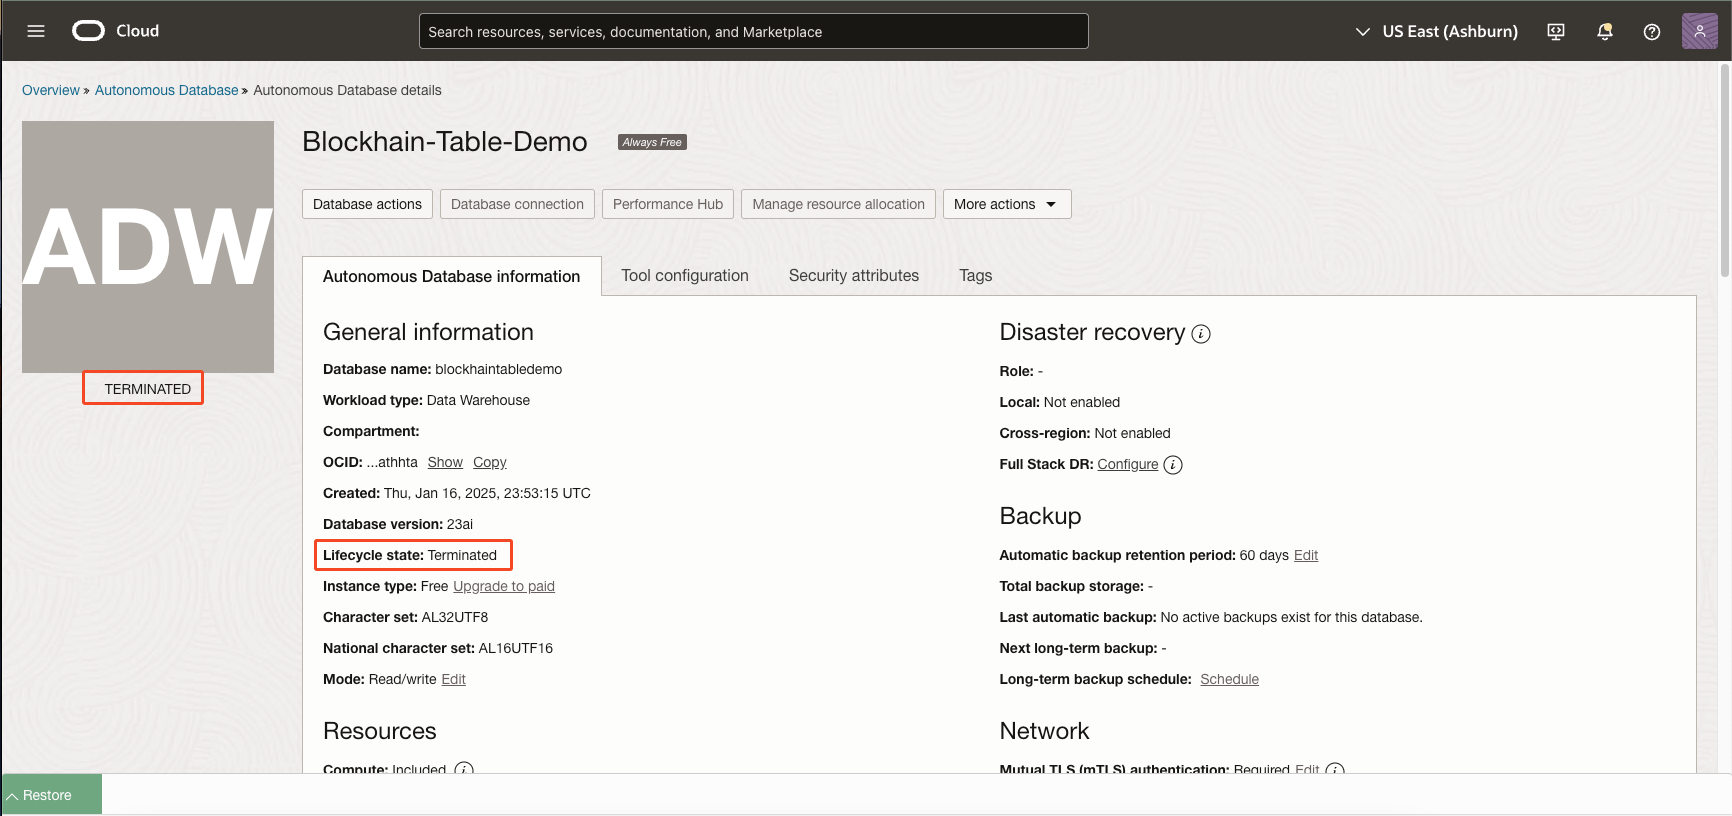 Cloud
Search resources, services, documentation, and Marketplace
US East (Ashburn)
Overview » Autonomous Database » Autonomous Database details
ADW
TERMINATED
Blockhain-Table-Demo
Always Free
Database actions
Database connection
Performance Hub
Manage resource allocation
More actions
Autonomous Database information
Tool configuration
Security attributes
Tags
General information
Database name: blockhaintabledemo
Workload type: Data Warehouse
Compartment:
OCID: ...athhta Show Copy
Created: Thu, Jan 16, 2025, 23:53:15 UTC
Database version: 23ai
Lifecycle state: Terminated
Instance type: Free Upgrade to paid
Character set: AL32UTF8
National character set: AL16UTF16
Mode: Read/write Edit
Resources
Compute: Included
Disaster recovery
Role: -
Local: Not enabled
Cross-region: Not enabled
Full Stack DR: Configure
Backup
Automatic backup retention period: 60 days Edit
Total backup storage: -
Last automatic backup: No active backups exist for this database.
Next long-term backup: -
Long-term backup schedule: Schedule
Network
Mutual TLS (mTLS) authentication: Required Edit
Restore